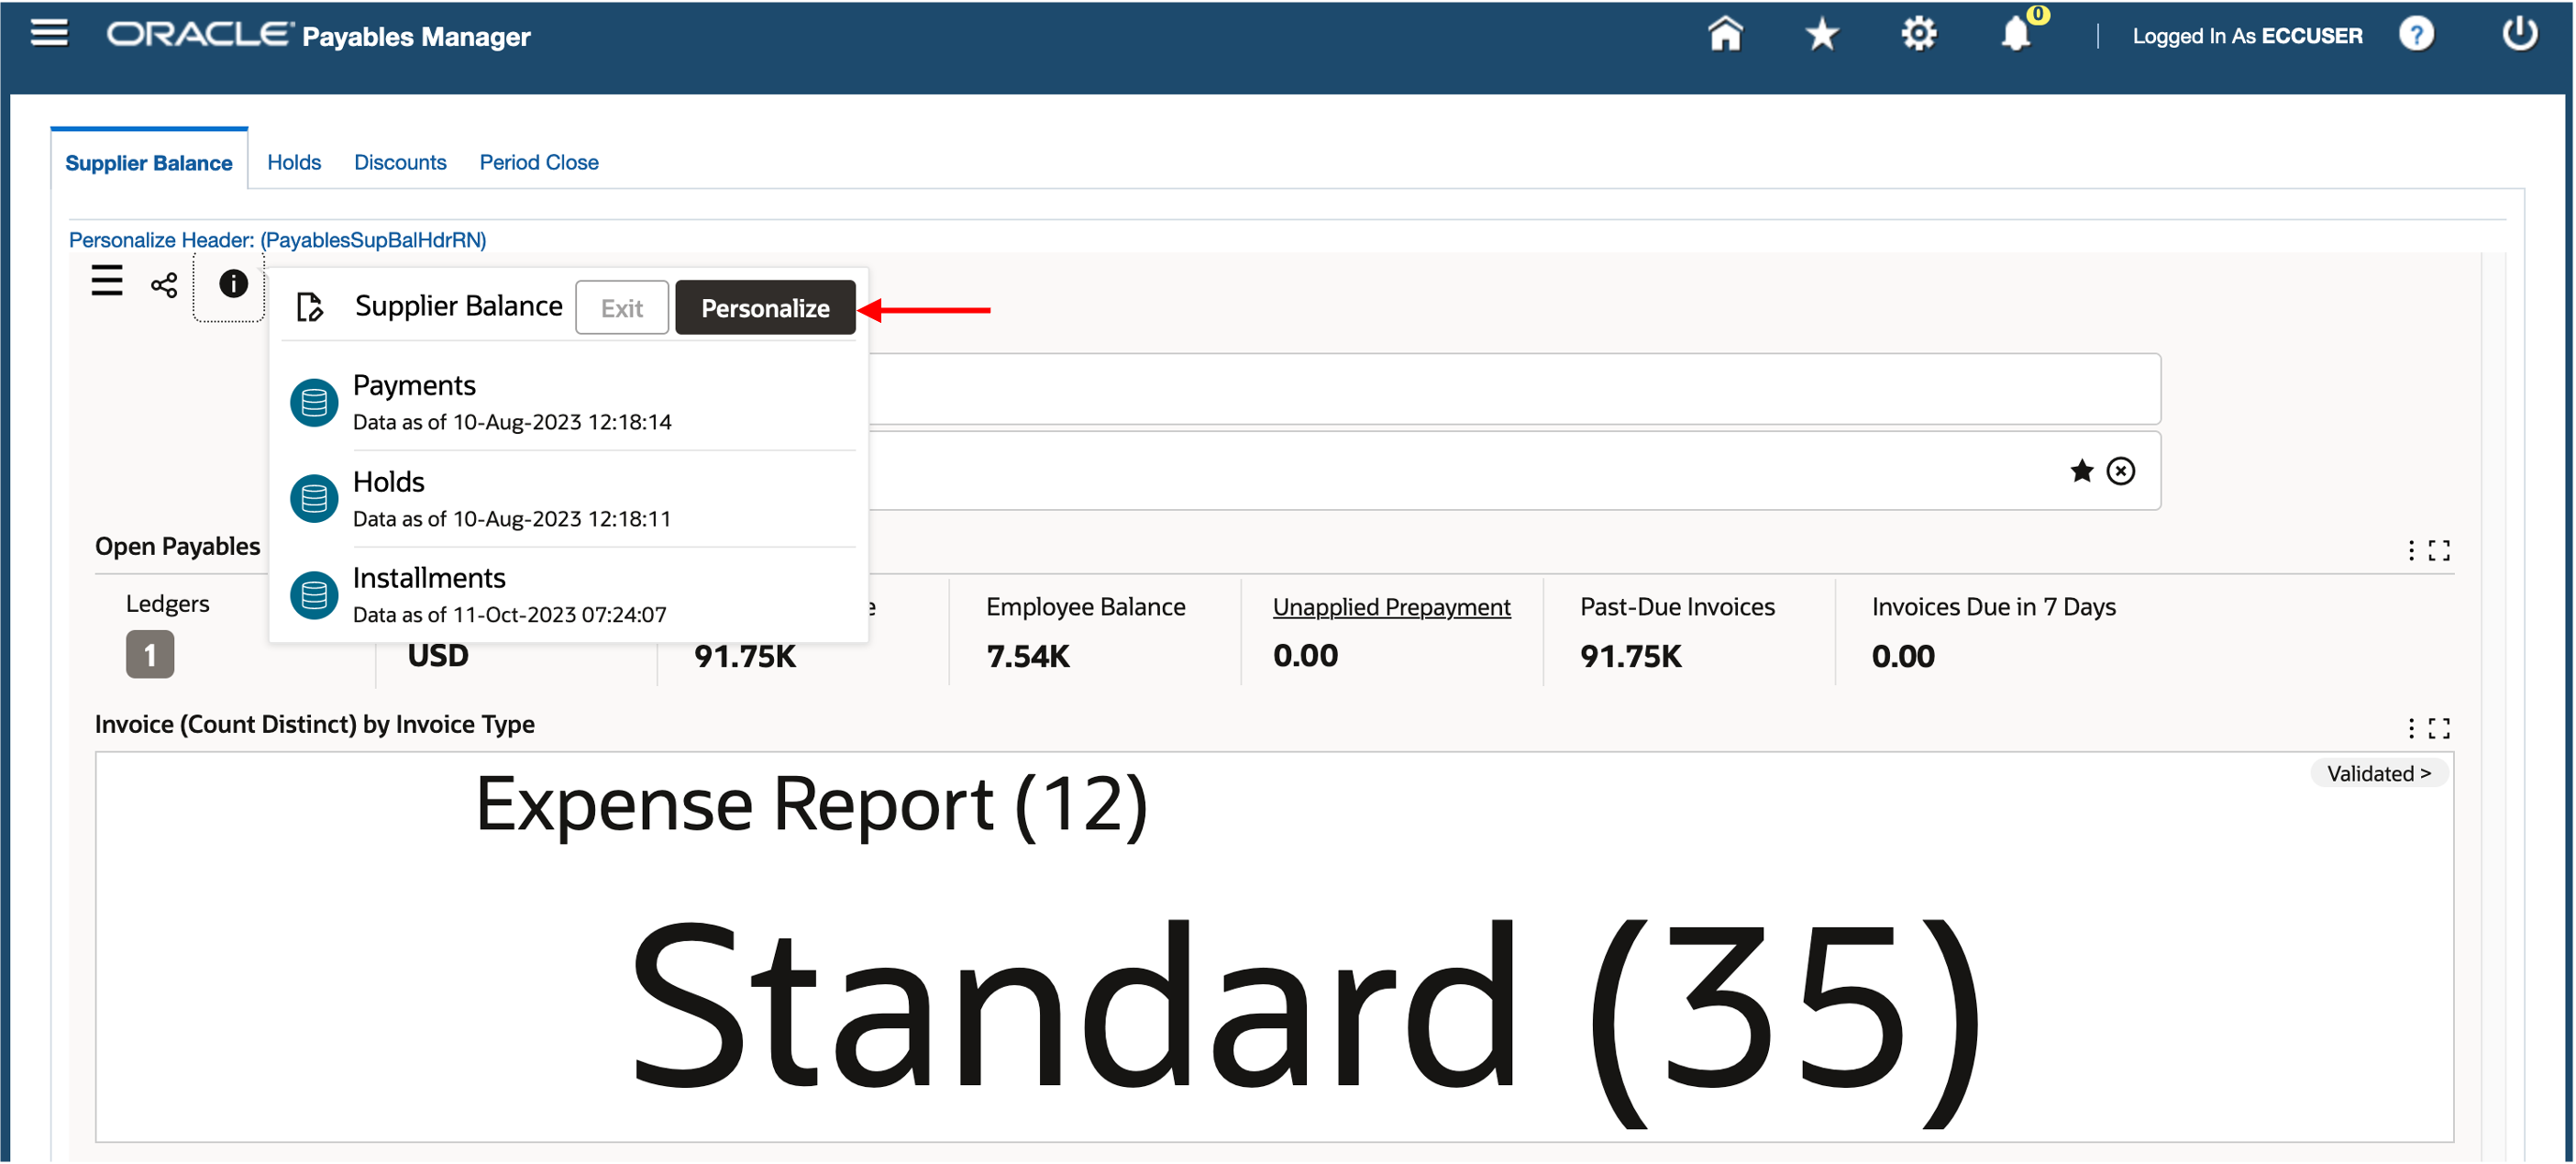 ORACLE Payables Manager
0
Logged In As ECCUSER
?
Supplier Balance Holds Discounts Period Close
Personalize Header: (PayablesSupBalHdrRN)
Supplier Balance Exit Personalize
Payments
Data as of 10-Aug-2023 12:18:14
Holds
Data as of 10-Aug-2023 12:18:11
Installments
Data as of 11-Oct-2023 07:24:07
Open Payables
Ledgers e Employee Balance Unapplied Prepayment Past-Due Invoices Invoices Due in 7 Days
1 USD 91.75K 7.54K 0.00 91.75K 0.00
Invoice (Count Distinct) by Invoice Type
Validated >
Expense Report (12)
Standard (35)